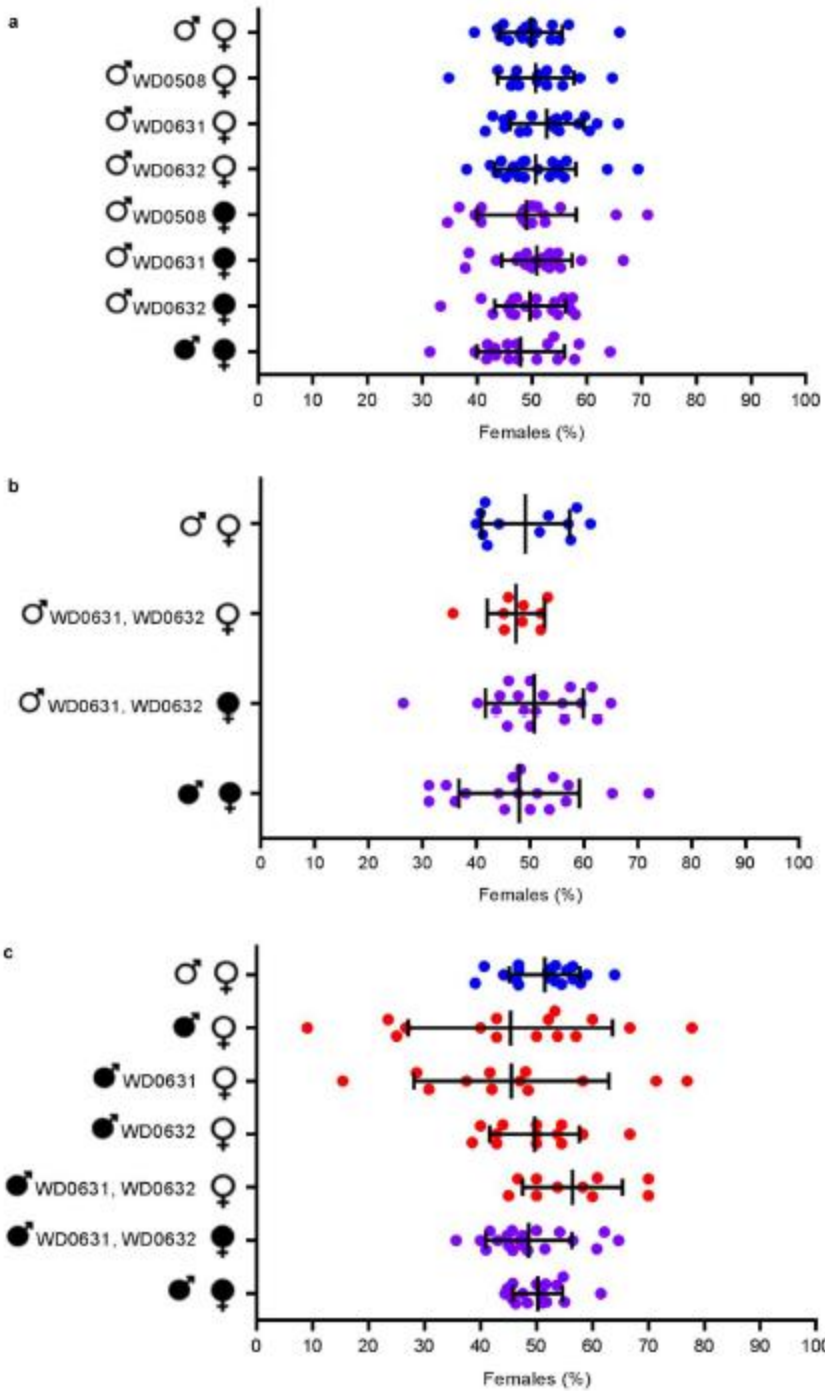 a
♂ ♀
♂ WD0508 ♀
♂ WD0631 ♀
♂ WD0632 ♀
♂ WD0508 ♀
♂ WD0631 ♀
♂ WD0632 ♀
♂ ♀
0 10 20 30 40 50 60 70 80 90 100
Females (%)
b
♂ ♀
♂ WD0631, WD0632 ♀
♂ WD0631, WD0632 ♀
♂ ♀
0 10 20 30 40 50 60 70 80 90 100
Females (%)
c
♂ ♀
♂ ♀
♂ WD0631 ♀
♂ WD0632 ♀
♂ WD0631, WD0632 ♀
♂ WD0631, WD0632 ♀
♂ ♀
0 10 20 30 40 50 60 70 80 90 100
Females (%)